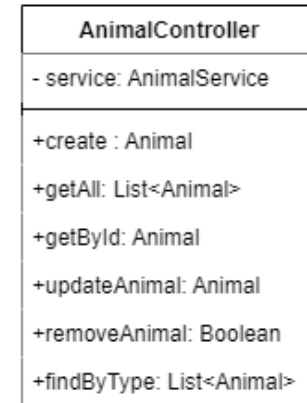 AnimalController
- service: AnimalService
+create : Animal
+getAll: List<Animal>
+getById: Animal
+updateAnimal: Animal
+removeAnimal: Boolean
+findByType: List<Animal>